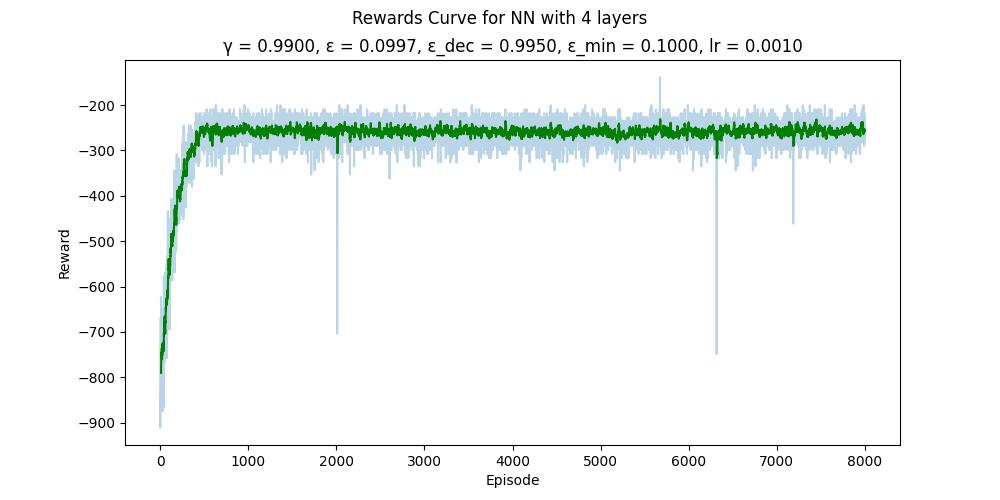 Rewards Curve for NN with 4 layers
γ = 0.9900, ε = 0.0997, ε_dec = 0.9950, ε_min = 0.1000, lr = 0.0010
−200
−300
−400
−500
−600
−700
−800
−900
Reward
0 1000 2000 3000 4000 5000 6000 7000 8000
Episode